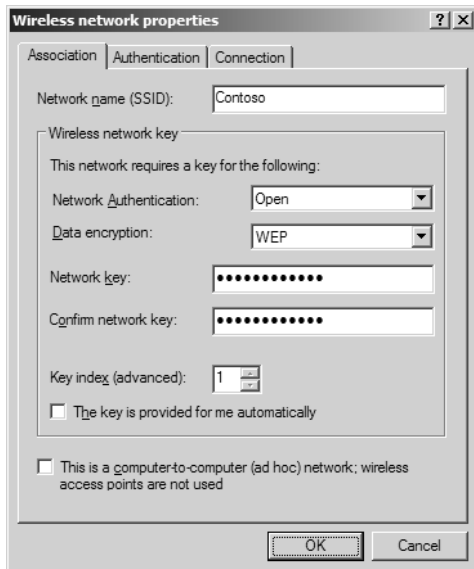 Wireless network properties ? X
Association Authentication Connection
Network name (SSID): Contoso
Wireless network key
This network requires a key for the following:
Network Authentication: Open
Data encryption: WEP
Network key: ••••••••••••
Confirm network key: ••••••••••••
Key index (advanced): 1
The key is provided for me automatically
This is a computer-to-computer (ad hoc) network; wireless
access points are not used
OK Cancel